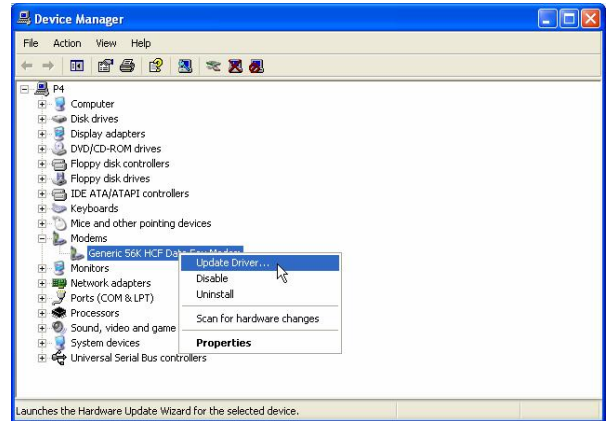 Device Manager
File Action View Help
P4
Computer
Disk drives
Display adapters
DVD/CD-ROM drives
Floppy disk controllers
Floppy disk drives
IDE ATA/ATAPI controllers
Keyboards
Mice and other pointing devices
Modems
Generic 56K HCF Data Fax Modem
Update Driver...
Disable
Uninstall
Scan for hardware changes
Properties
Monitors
Network adapters
Ports (COM & LPT)
Processors
Sound, video and game
System devices
Universal Serial Bus controllers
Launches the Hardware Update Wizard for the selected device.